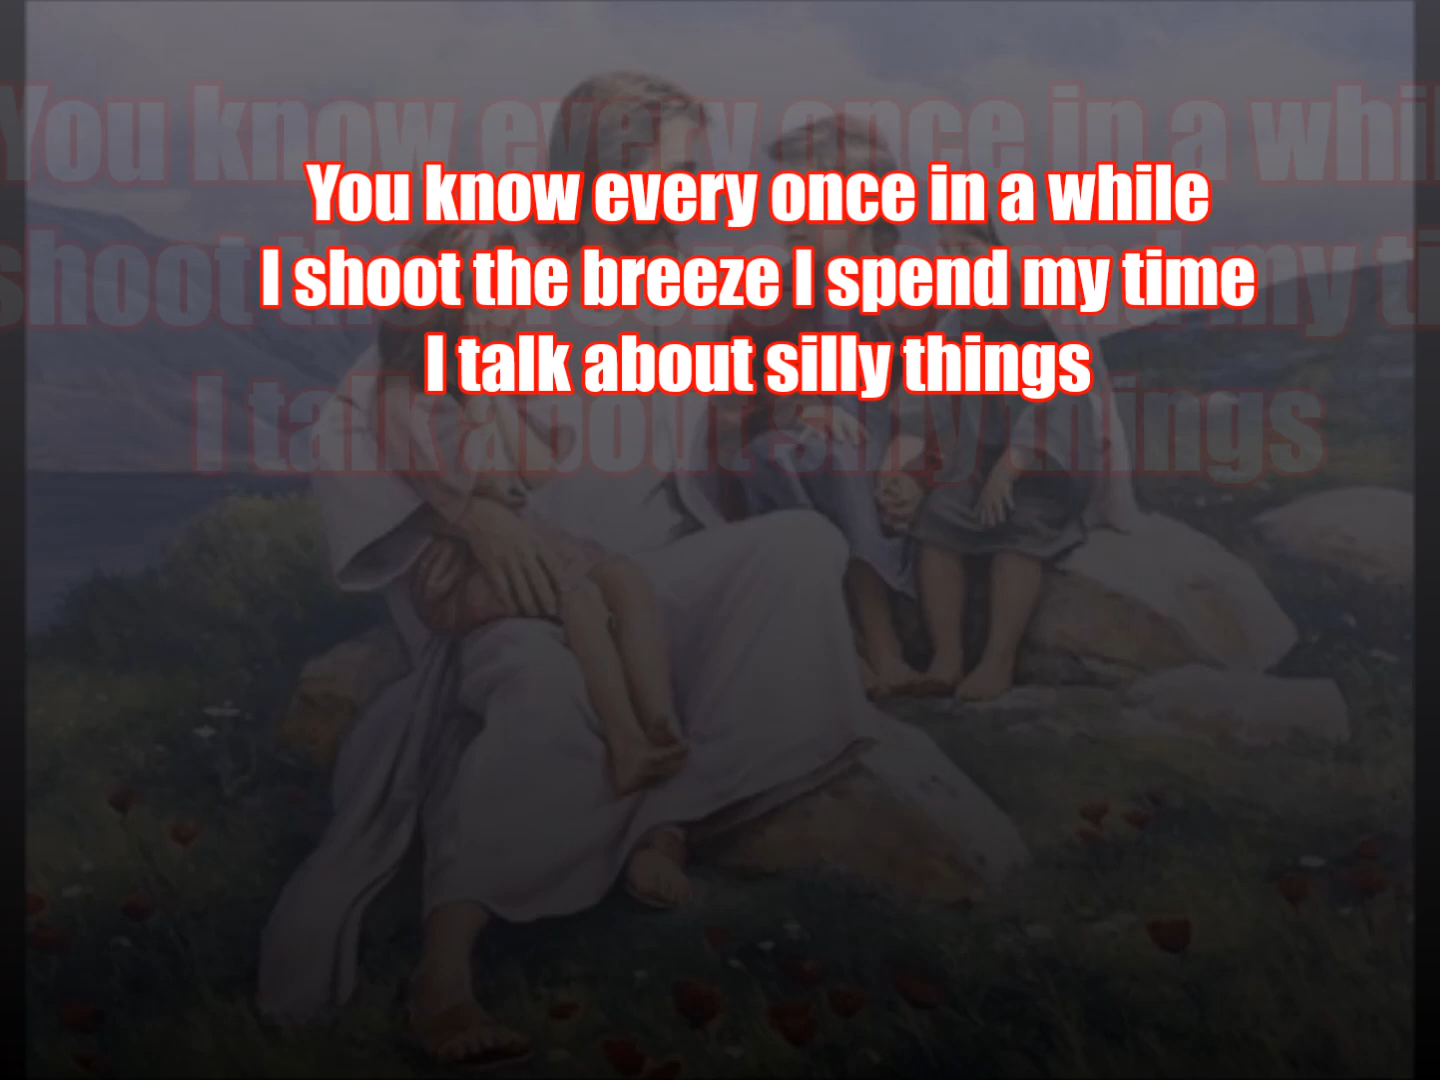 You know every once in a while
I shoot the breeze I spend my time
I talk about silly things